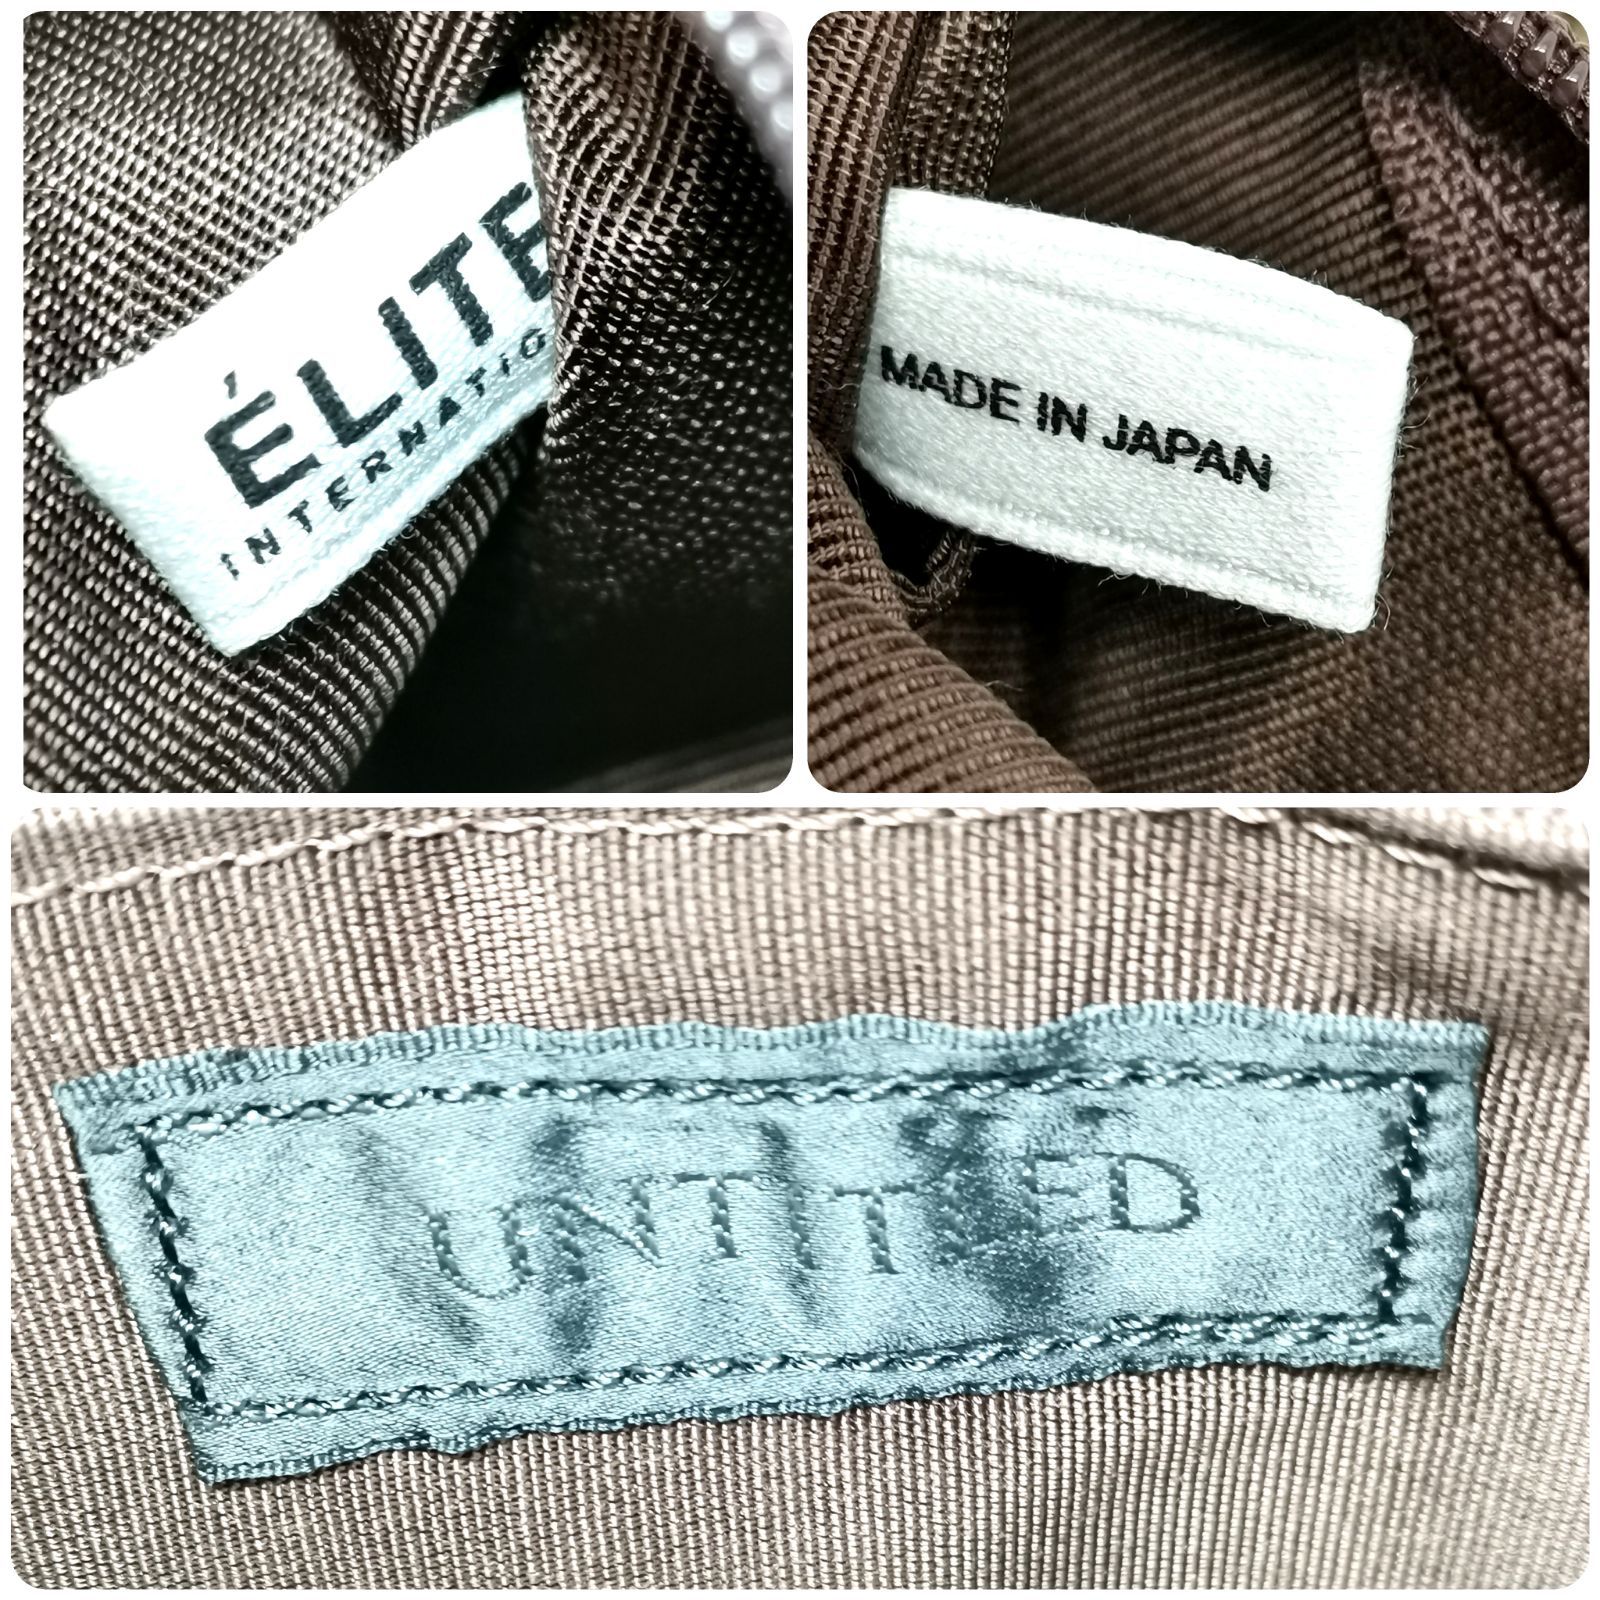 ÉLITE
INTERNATIO
MADE IN JAPAN
UNTITLED